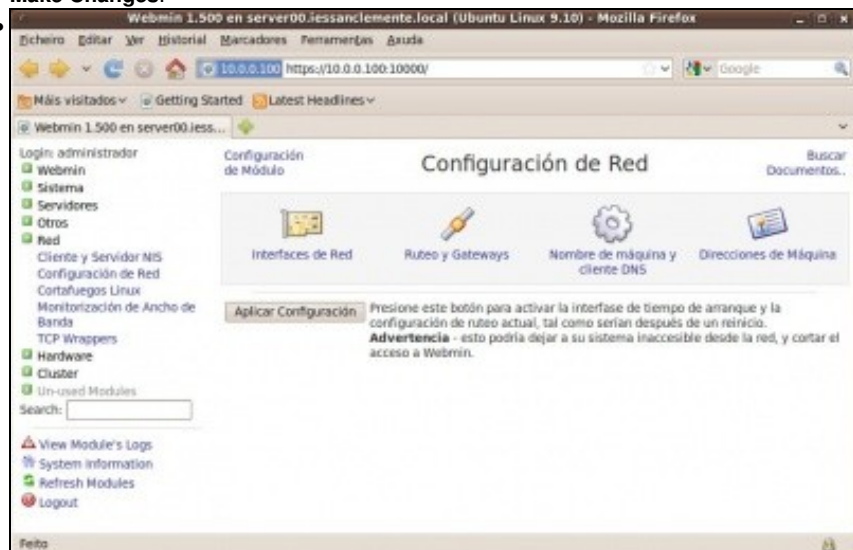 Make Changes.
Webmin 1.500 en server00.iessanclemente.local (Ubuntu Linux 9.10) - Mozilla Firefox
Ficheiro Editar Ver Historial Marcadores Ferramentas Axuda
10.0.0.100 https://10.0.0.100:10000/
Google
Máis visitados Getting Started Latest Headlines
Webmin 1.500 en server00.iess...
Login: administrador
Webmin
Sistema
Servidores
Otros
Red
Cliente y Servidor NIS
Configuración de Red
Cortafuegos Linux
Monitorización de Ancho de
Banda
TCP Wrappers
Hardware
Cluster
Un-used Modules
Search:
View Module's Logs
System Information
Refresh Modules
Logout
Configuración
de Módulo
Configuración de Red
Buscar
Documentos..
Interfaces de Red
Ruteo y Gateways
Nombre de máquina y
cliente DNS
Direcciones de Máquina
Aplicar Configuración
Presione este botón para activar la interfase de tiempo de arranque y la
configuración de ruteo actual, tal como serían después de un reinicio.
Advertencia - esto podría dejar a su sistema inaccesible desde la red, y cortar el
acceso a Webmin.
Feito